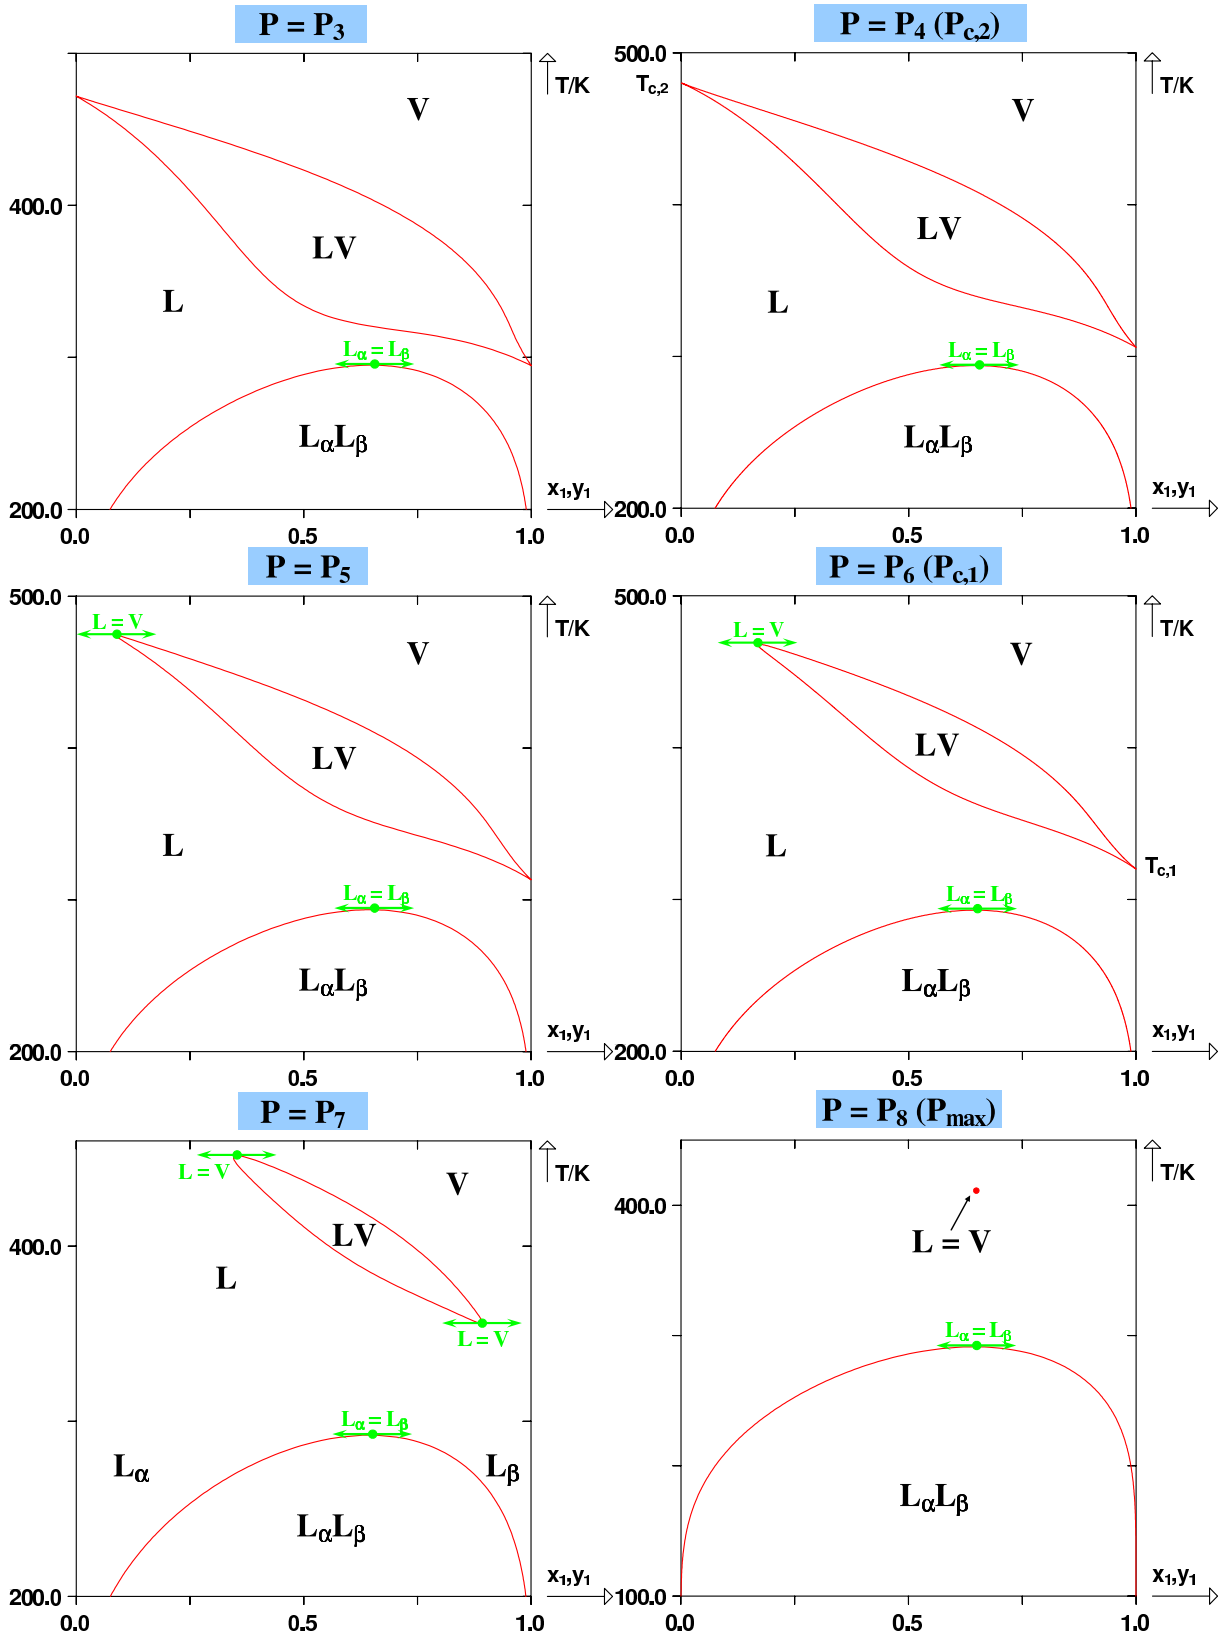 P = P3
T/K
V
400.0
LV
L
Lα = Lβ
LαLβ
x1,y1
200.0
0.0 0.5 1.0
P = P4 (Pc,2)
500.0
T/K
Tc,2
V
LV
L
Lα = Lβ
LαLβ
x1,y1
200.0
0.0 0.5 1.0
P = P5
500.0
T/K
L = V
V
LV
L
Lα = Lβ
LαLβ
x1,y1
200.0
0.0 0.5 1.0
P = P6 (Pc,1)
500.0
T/K
L = V
V
LV
L
Tc,1
Lα = Lβ
LαLβ
x1,y1
200.0
0.0 0.5 1.0
P = P7
T/K
L = V
V
LV
400.0
L
L = V
Lα = Lβ
Lα
Lβ
LαLβ
x1,y1
200.0
0.0 0.5 1.0
P = P8 (Pmax)
T/K
400.0
L = V
Lα = Lβ
LαLβ
x1,y1
100.0
0.0 0.5 1.0